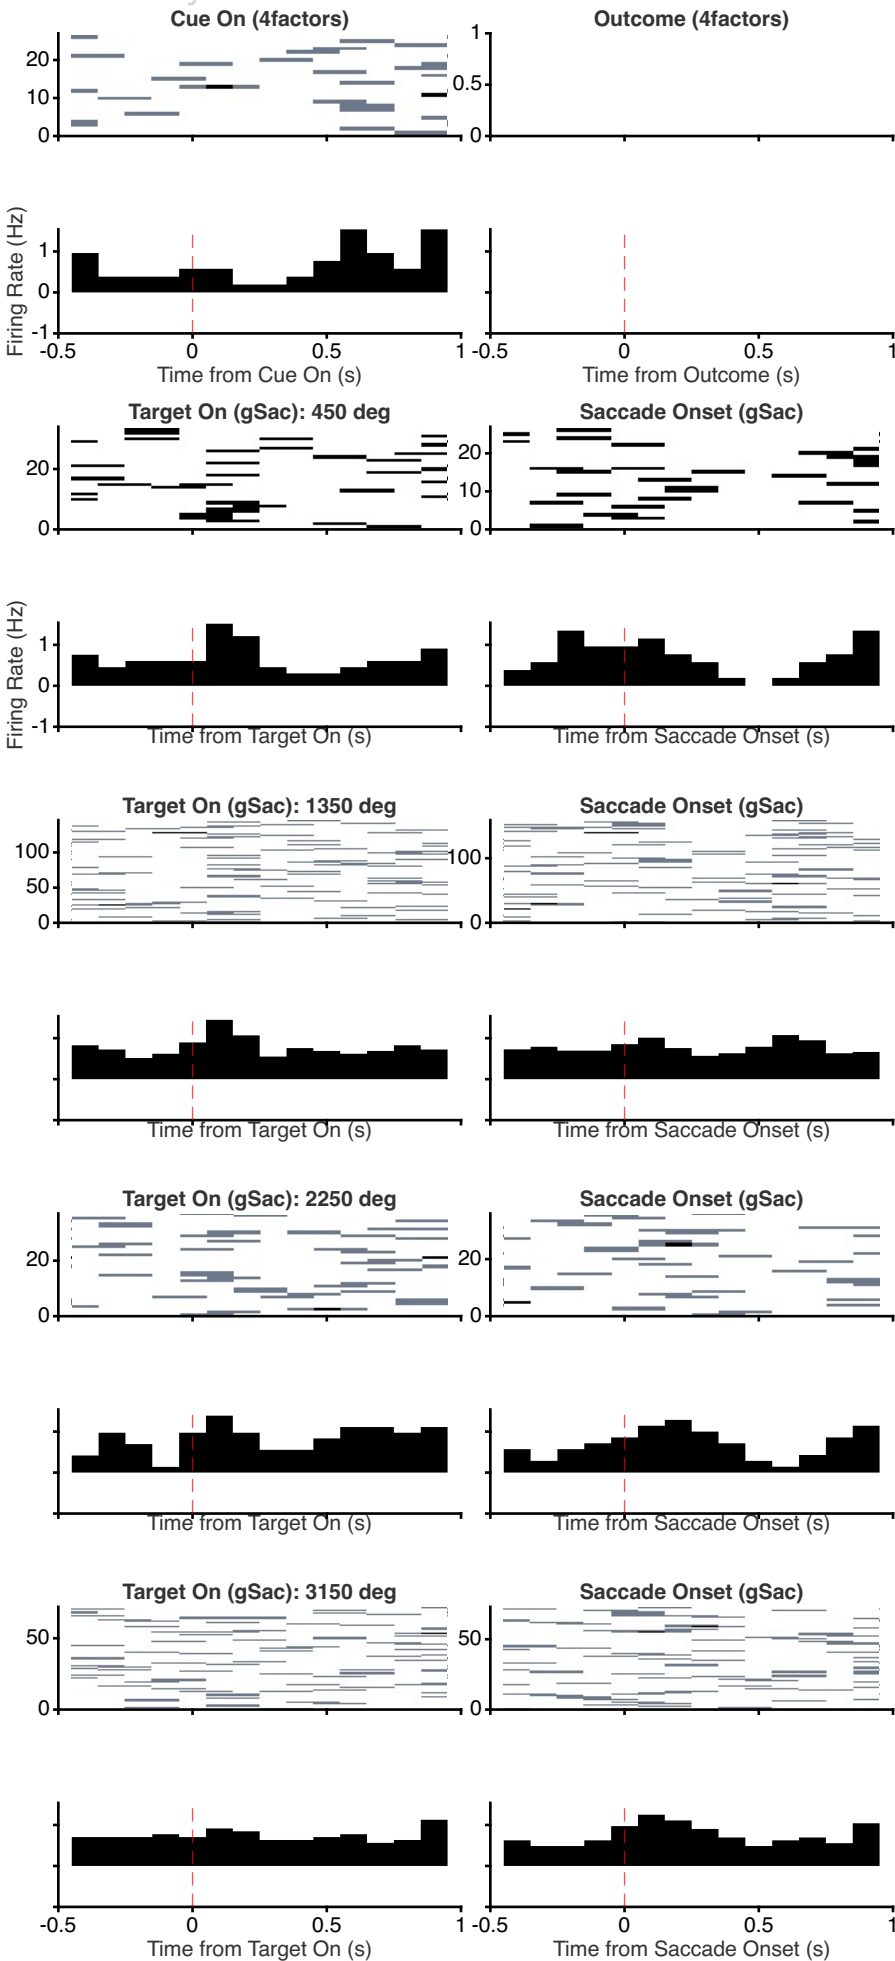 Cue On (4factors)
Outcome (4factors)
20
10
0
1
0.5
0
Firing Rate (Hz)
1
0
-1
-0.5 0 0.5 1
Time from Cue On (s)
-0.5 0 0.5 1
Time from Outcome (s)
Target On (gSac): 450 deg
Saccade Onset (gSac)
20
0
20
10
0
Firing Rate (Hz)
1
0
-1
Time from Target On (s)
Time from Saccade Onset (s)
Target On (gSac): 1350 deg
Saccade Onset (gSac)
100
50
0
100
0
Time from Target On (s)
Time from Saccade Onset (s)
Target On (gSac): 2250 deg
Saccade Onset (gSac)
20
0
20
0
Time from Target On (s)
Time from Saccade Onset (s)
Target On (gSac): 3150 deg
Saccade Onset (gSac)
50
0
50
0
-0.5 0 0.5 1
Time from Target On (s)
-0.5 0 0.5 1
Time from Saccade Onset (s)